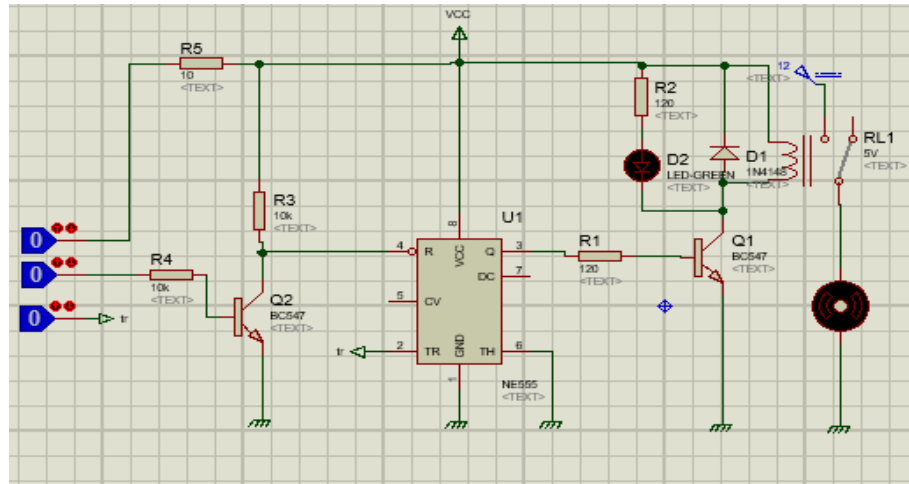 VCC
R5
10
<TEXT>
12
<TEXT>
R2
120
<TEXT>
RL1
5V
<TEXT>
D2
LED-GREEN
<TEXT>
D1
1N4148
<TEXT>
R3
10k
<TEXT>
U1
0
0
0
R4
10k
<TEXT>
tr
Q2
BC547
<TEXT>
4
R
8
VCC
Q
3
DC
7
5
CV
tr
2
TR
GND
1
TH
6
NE555
<TEXT>
R1
120
<TEXT>
Q1
BC547
<TEXT>